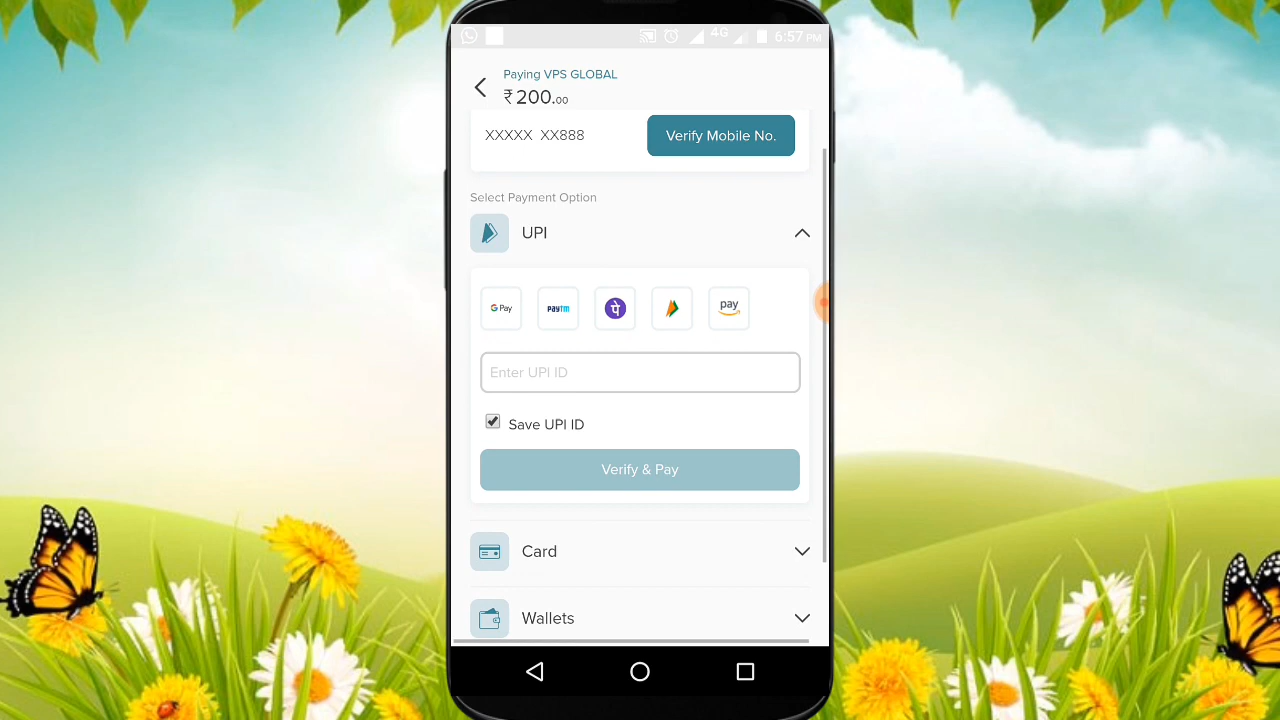 4G 6:57 PM
Paying VPS GLOBAL
₹200.00
XXXXX XX888
Verify Mobile No.
Select Payment Option
UPI
G Pay paytm पे pay
Enter UPI ID
Save UPI ID
Verify & Pay
Card
Wallets